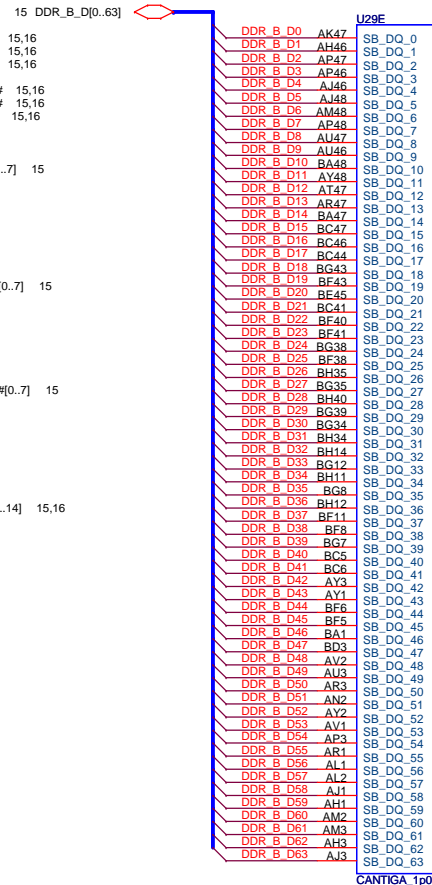 15 DDR_B_D[0..63]
15,16
15,16
15,16
# 15,16
# 15,16
15,16
..7] 15
[0..7] 15
#[0..7] 15
..14] 15,16
U29E
DDR_B_D0 AK47 SB_DQ_0
DDR_B_D1 AH46 SB_DQ_1
DDR_B_D2 AP47 SB_DQ_2
DDR_B_D3 AP46 SB_DQ_3
DDR_B_D4 AJ46 SB_DQ_4
DDR_B_D5 AJ48 SB_DQ_5
DDR_B_D6 AM48 SB_DQ_6
DDR_B_D7 AP48 SB_DQ_7
DDR_B_D8 AU47 SB_DQ_8
DDR_B_D9 AU46 SB_DQ_9
DDR_B_D10 BA48 SB_DQ_10
DDR_B_D11 AY48 SB_DQ_11
DDR_B_D12 AT47 SB_DQ_12
DDR_B_D13 AR47 SB_DQ_13
DDR_B_D14 BA47 SB_DQ_14
DDR_B_D15 BC47 SB_DQ_15
DDR_B_D16 BC46 SB_DQ_16
DDR_B_D17 BC44 SB_DQ_17
DDR_B_D18 BG43 SB_DQ_18
DDR_B_D19 BF43 SB_DQ_19
DDR_B_D20 BE45 SB_DQ_20
DDR_B_D21 BC41 SB_DQ_21
DDR_B_D22 BF40 SB_DQ_22
DDR_B_D23 BF41 SB_DQ_23
DDR_B_D24 BG38 SB_DQ_24
DDR_B_D25 BF38 SB_DQ_25
DDR_B_D26 BH35 SB_DQ_26
DDR_B_D27 BG35 SB_DQ_27
DDR_B_D28 BH40 SB_DQ_28
DDR_B_D29 BG39 SB_DQ_29
DDR_B_D30 BG34 SB_DQ_30
DDR_B_D31 BH34 SB_DQ_31
DDR_B_D32 BH14 SB_DQ_32
DDR_B_D33 BG12 SB_DQ_33
DDR_B_D34 BH11 SB_DQ_34
DDR_B_D35 BG8 SB_DQ_35
DDR_B_D36 BH12 SB_DQ_36
DDR_B_D37 BF11 SB_DQ_37
DDR_B_D38 BF8 SB_DQ_38
DDR_B_D39 BG7 SB_DQ_39
DDR_B_D40 BC5 SB_DQ_40
DDR_B_D41 BC6 SB_DQ_41
DDR_B_D42 AY3 SB_DQ_42
DDR_B_D43 AY1 SB_DQ_43
DDR_B_D44 BF6 SB_DQ_44
DDR_B_D45 BF5 SB_DQ_45
DDR_B_D46 BA1 SB_DQ_46
DDR_B_D47 BD3 SB_DQ_47
DDR_B_D48 AV2 SB_DQ_48
DDR_B_D49 AU3 SB_DQ_49
DDR_B_D50 AR3 SB_DQ_50
DDR_B_D51 AN2 SB_DQ_51
DDR_B_D52 AY2 SB_DQ_52
DDR_B_D53 AV1 SB_DQ_53
DDR_B_D54 AP3 SB_DQ_54
DDR_B_D55 AR1 SB_DQ_55
DDR_B_D56 AL1 SB_DQ_56
DDR_B_D57 AL2 SB_DQ_57
DDR_B_D58 AJ1 SB_DQ_58
DDR_B_D59 AH1 SB_DQ_59
DDR_B_D60 AM2 SB_DQ_60
DDR_B_D61 AM3 SB_DQ_61
DDR_B_D62 AH3 SB_DQ_62
DDR_B_D63 AJ3 SB_DQ_63
CANTIGA_1p0